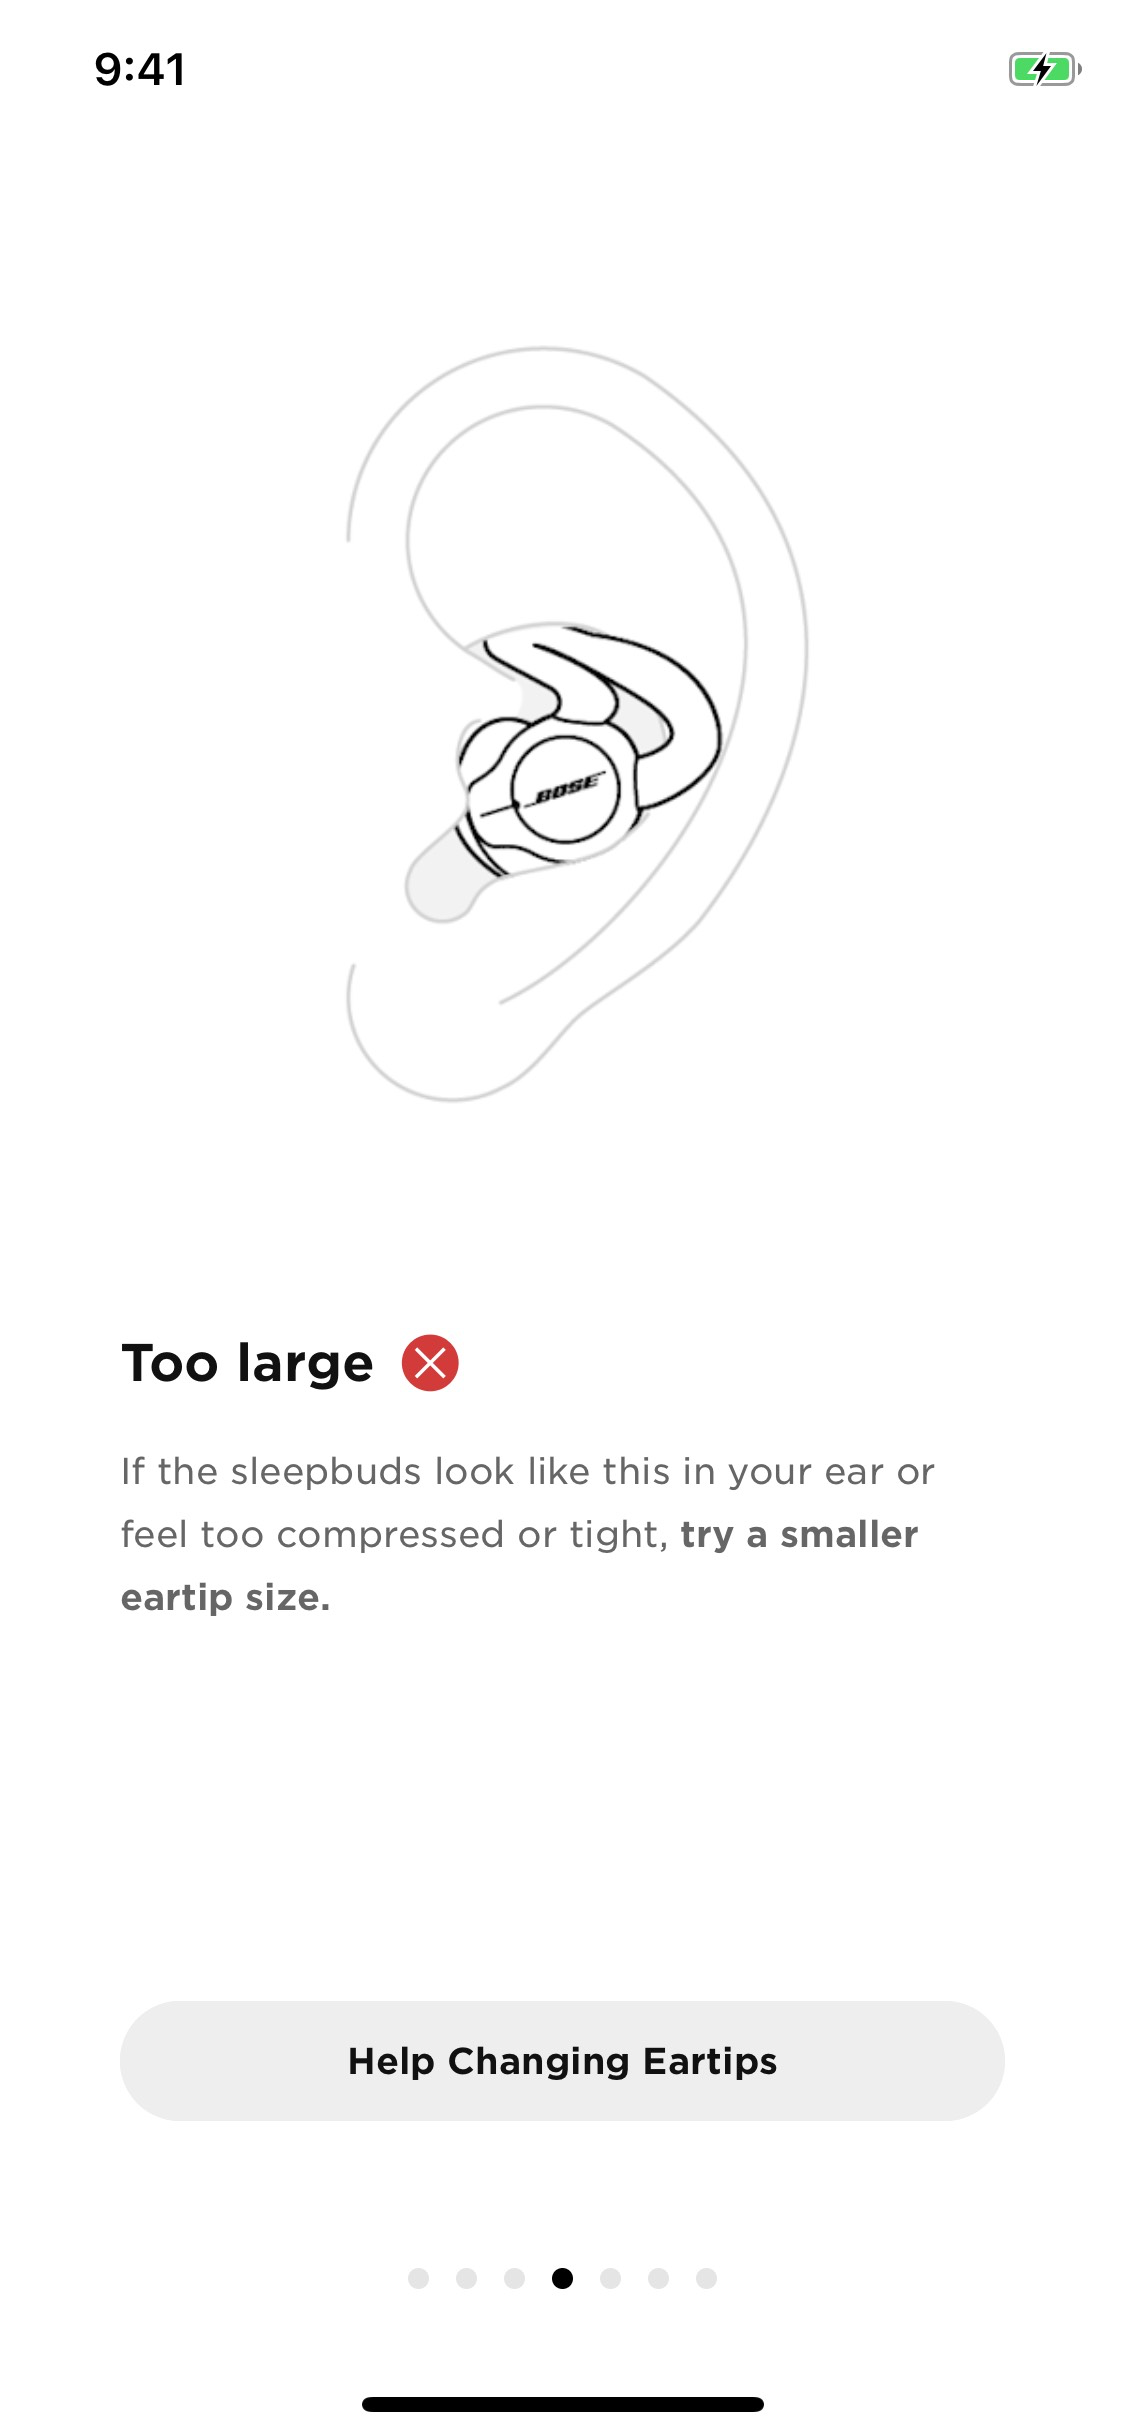 9:41
BOSE
Too large
If the sleepbuds look like this in your ear or
feel too compressed or tight, try a smaller
eartip size.
Help Changing Eartips